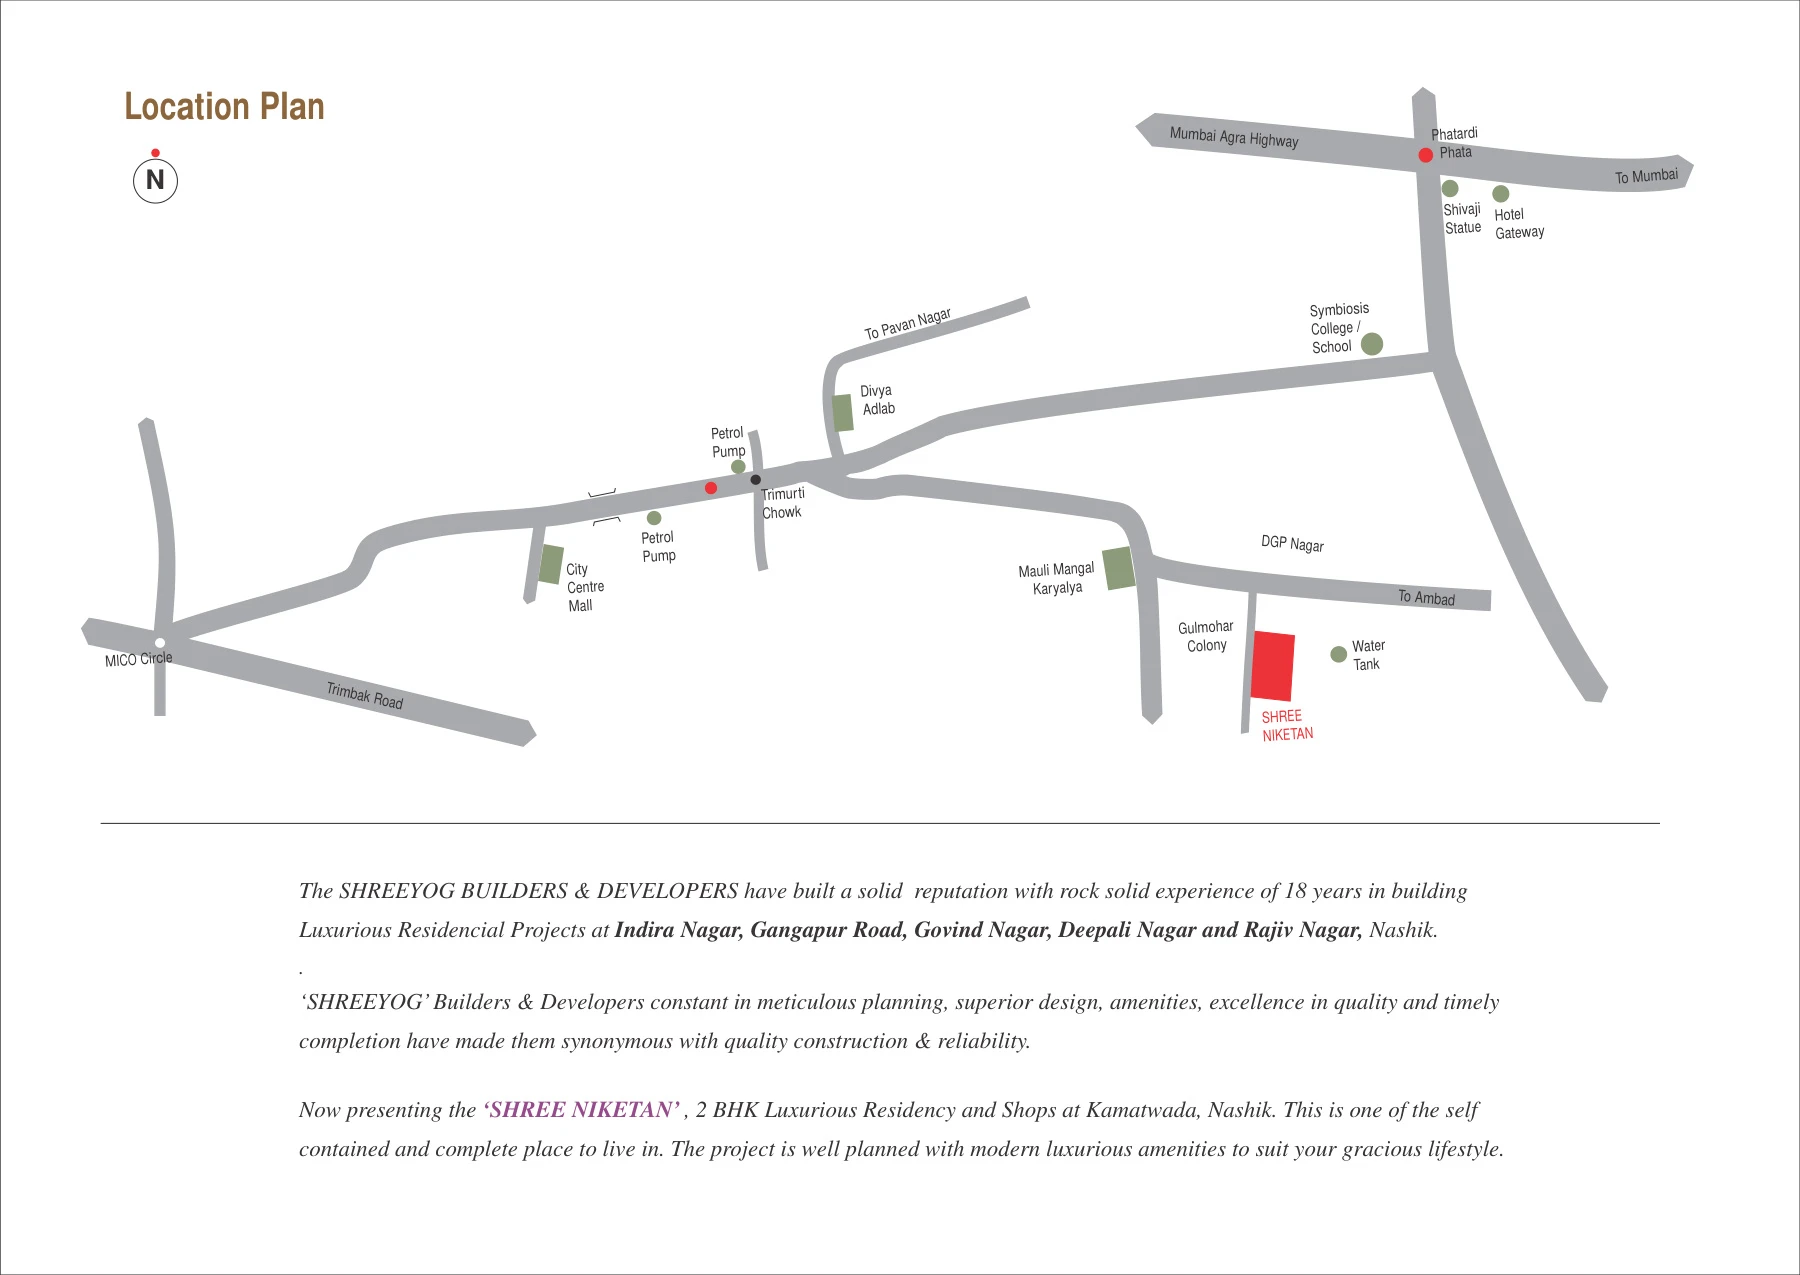 Location Plan
N
Mumbai Agra Highway
Phatardi
Phata
To Mumbai
Shivaji
Statue
Hotel
Gateway
Symbiosis
College /
School
To Pavan Nagar
Divya
Adlab
Petrol
Pump
Trimurti
Chowk
Petrol
Pump
City
Centre
Mall
DGP Nagar
Mauli Mangal
Karyalya
To Ambad
Gulmohar
Colony
Water
Tank
MICO Circle
Trimbak Road
SHREE
NIKETAN
The SHREEYOG BUILDERS & DEVELOPERS have built a solid  reputation with rock solid experience of 18 years in building
Luxurious Residencial Projects at Indira Nagar, Gangapur Road, Govind Nagar, Deepali Nagar and Rajiv Nagar, Nashik.
.
‘SHREEYOG’ Builders & Developers constant in meticulous planning, superior design, amenities, excellence in quality and timely
completion have made them synonymous with quality construction & reliability.
Now presenting the ‘SHREE NIKETAN’ , 2 BHK Luxurious Residency and Shops at Kamatwada, Nashik. This is one of the self
contained and complete place to live in. The project is well planned with modern luxurious amenities to suit your gracious lifestyle.